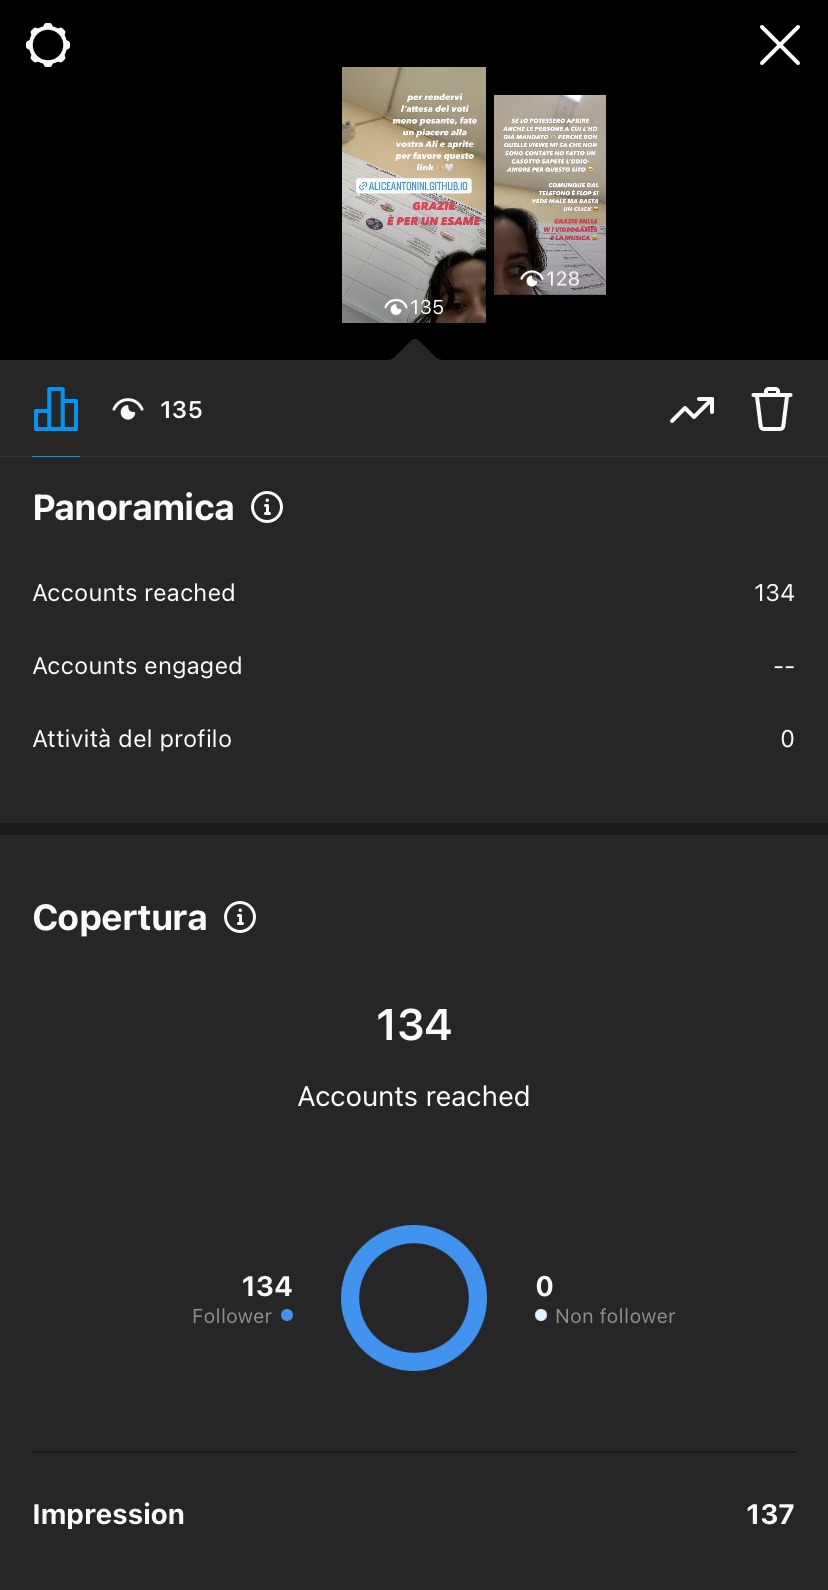 per rendervi
l'attesa dei voti
meno pesante, fate
un piacere alla
vostra Ali e aprite
per favore questo
link
ALICEANTONINI.GITHUB.IO
GRAZIE
È PER UN ESAME
135
SE LO POTESSERO APRIRE
ANCHE LE PERSONE A CUI L'HO
GIÀ MANDATO PERCHÉ BOH
QUELLE VIEWS MI SA CHE NON
SONO CONTATE HO FATTO UN
CASOTTO SAPETE L'ODIO-
AMORE PER QUESTO SITO
COMUNQUE DAL
TELEFONO È FLOP SI
VEDE MALE MA BASTA
UN CLICK
GRAZIE MILLE
W I VIDEOGAMES
E LA MUSICA
128
135
Panoramica
Accounts reached 134
Accounts engaged --
Attività del profilo 0
Copertura
134
Accounts reached
134
Follower
0
Non follower
Impression 137